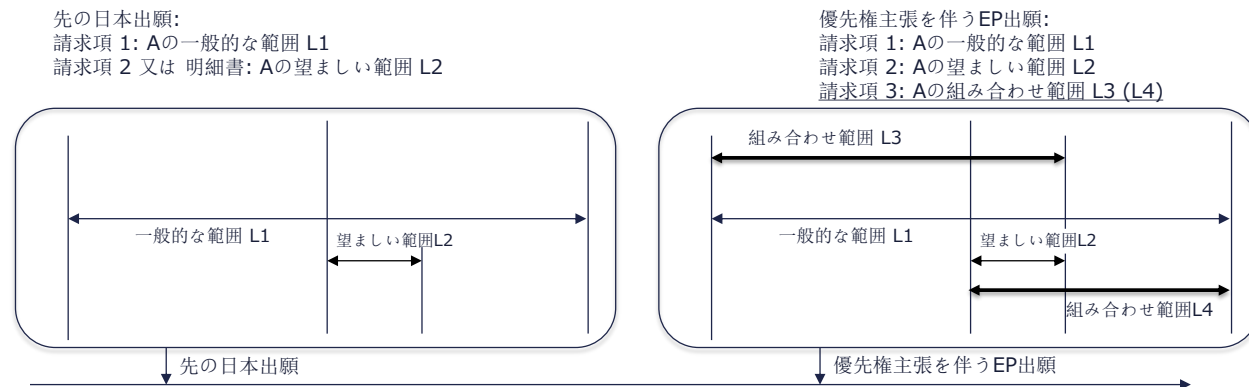 先の日本出願:
請求項 1: Aの一般的な範囲 L1
請求項 2 又は 明細書: Aの望ましい範囲 L2
優先権主張を伴うEP出願:
請求項 1: Aの一般的な範囲 L1
請求項 2: Aの望ましい範囲 L2
請求項 3: Aの組み合わせ範囲 L3 (L4)
一般的な範囲 L1
望ましい範囲L2
組み合わせ範囲 L3
一般的な範囲 L1
望ましい範囲L2
組み合わせ範囲L4
先の日本出願
優先権主張を伴うEP出願